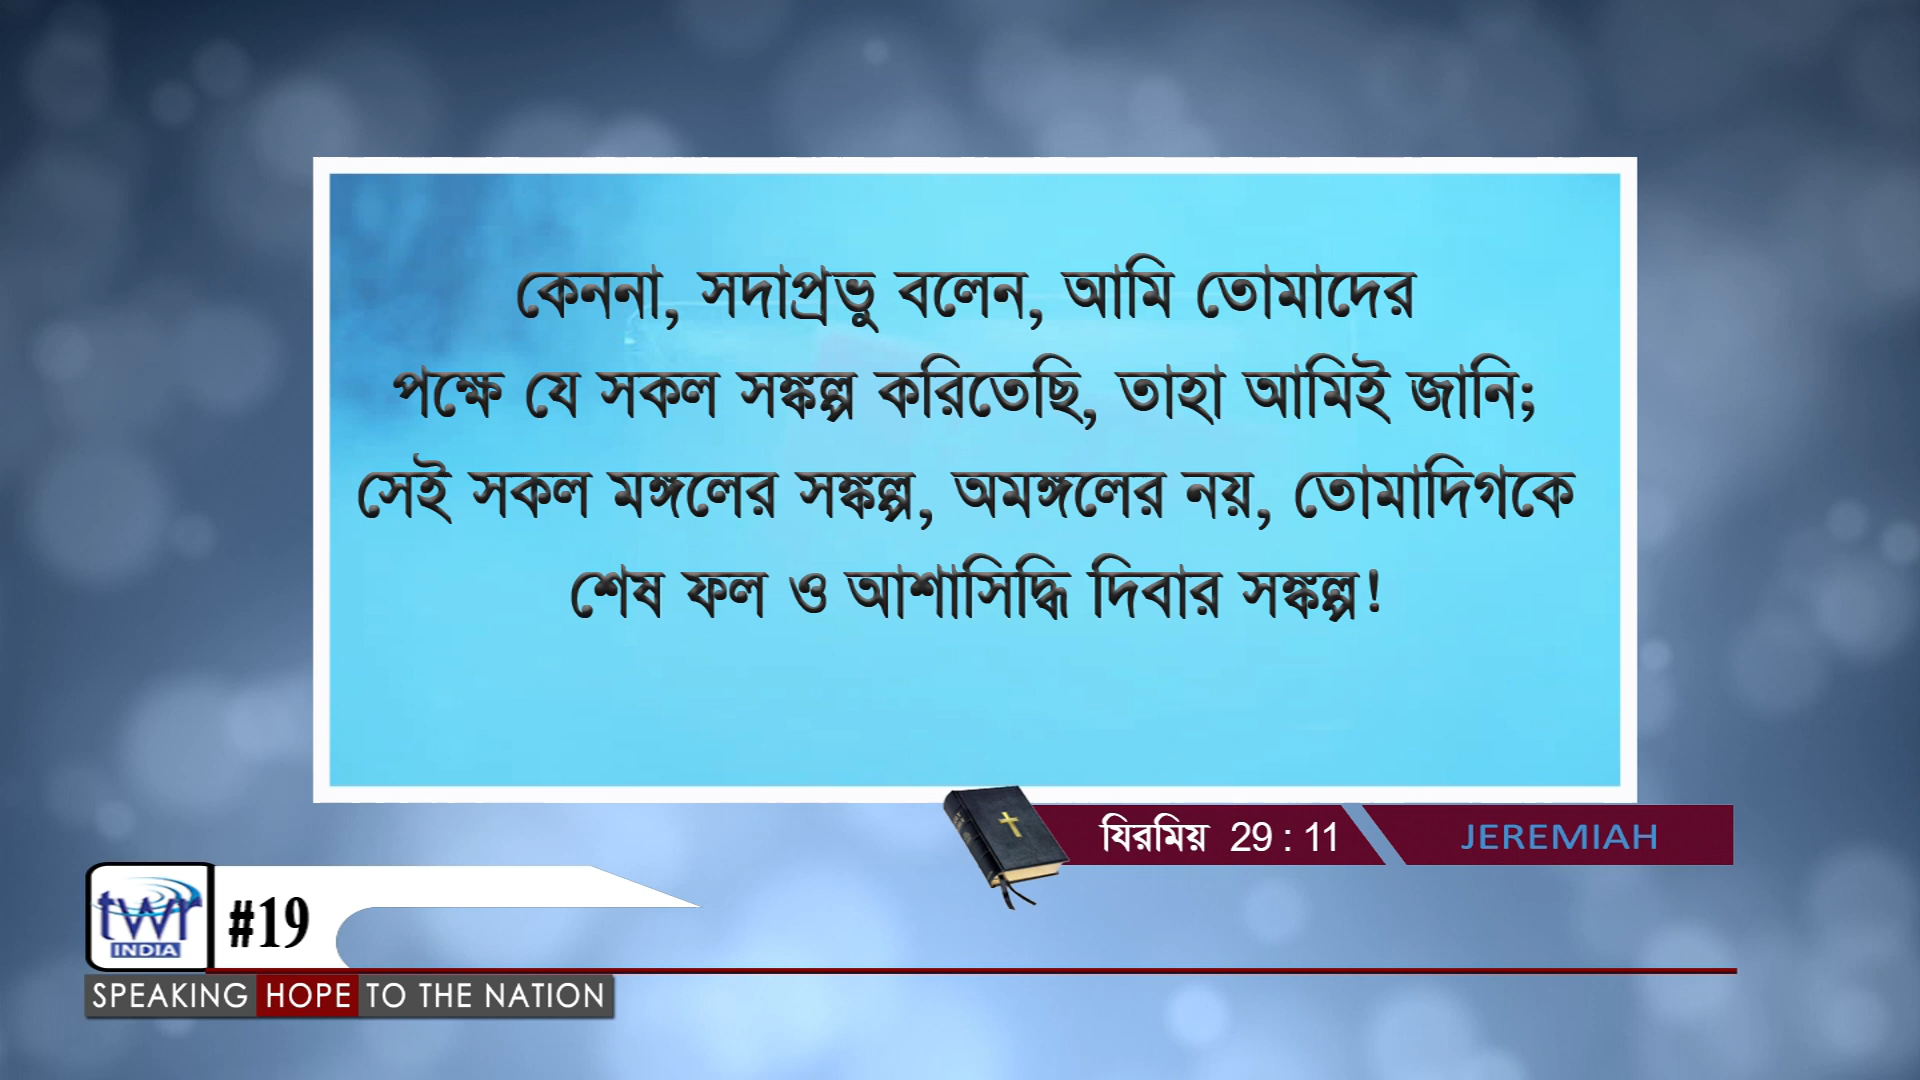 কেননা, সদাপ্রভু বলেন, আমি তোমাদের
পক্ষে যে সকল সঙ্কল্প করিতেছি, তাহা আমিই জানি;
সেই সকল মঙ্গলের সঙ্কল্প, অমঙ্গলের নয়, তোমাদিগকে
শেষ ফল ও আশাসিদ্ধি দিবার সঙ্কল্প!
যিরমিয় 29 : 11 JEREMIAH
twr
INDIA
#19
SPEAKING HOPE TO THE NATION